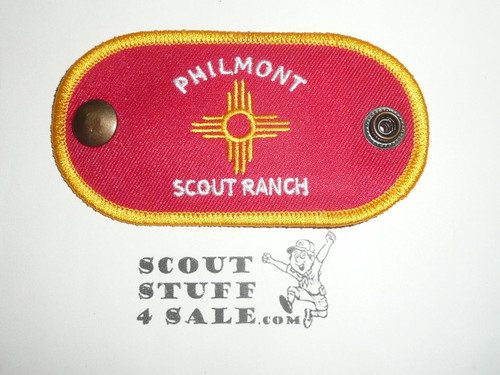 PHILMONT
SCOUT RANCH
SCOUT
STUFF
4 SALE.COM